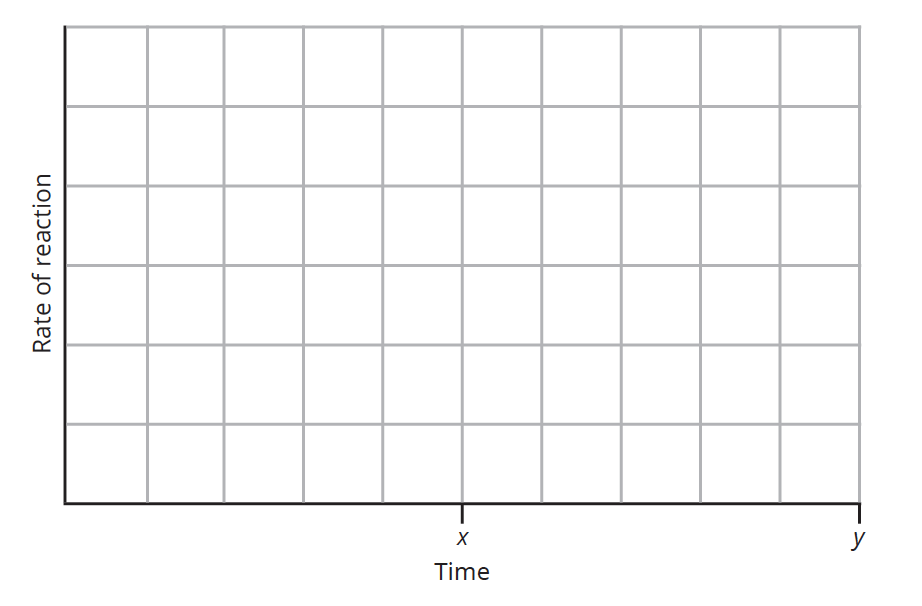 Rate of reaction
x
y
Time